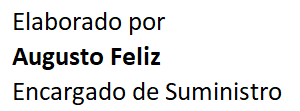 Elaborado por
Augusto Feliz
Encargado de Suministro